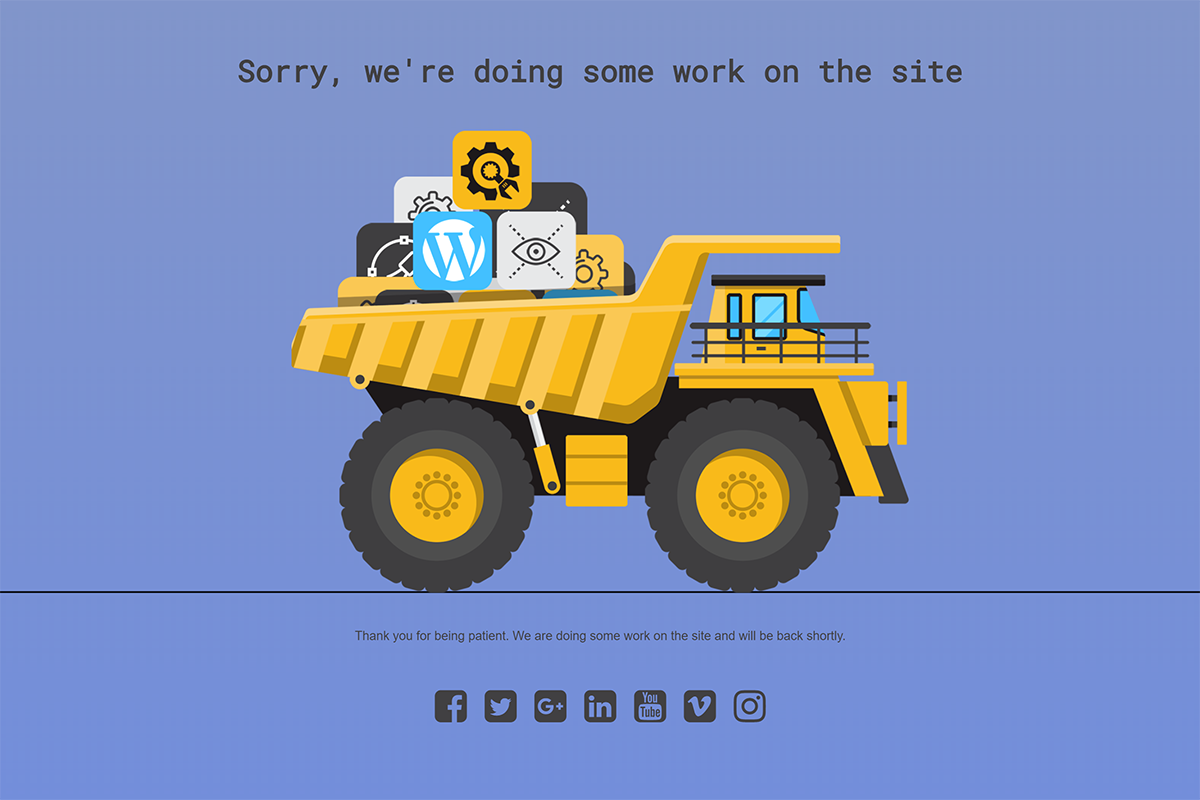 Sorry, we're doing some work on the site
W
Thank you for being patient. We are doing some work on the site and will be back shortly.
f G+ in You Tube V